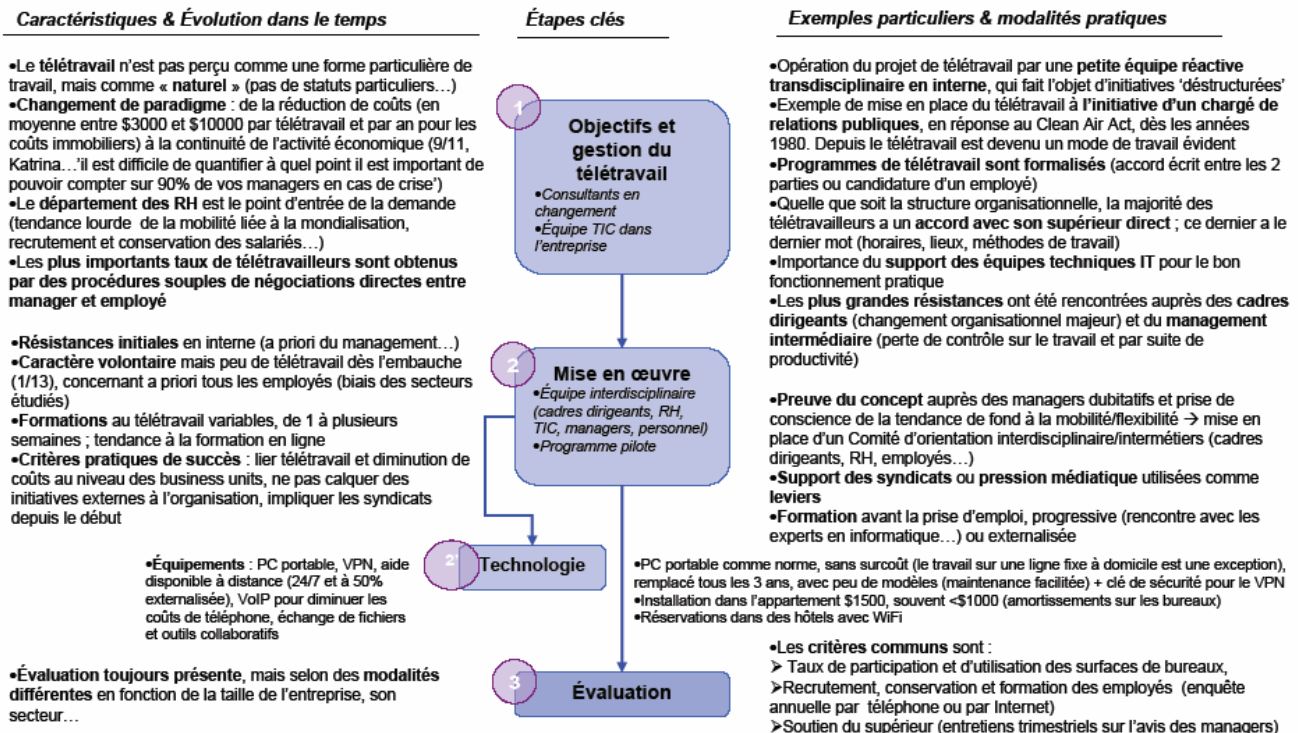 Caractéristiques & Évolution dans le temps
•Le télétravail n'est pas perçu comme une forme particulière de
travail, mais comme « naturel » (pas de statuts particuliers…)
•Changement de paradigme : de la réduction de coûts (en
moyenne entre $3000 et $10000 par télétravail et par an pour les
coûts immobiliers) à la continuité de l'activité économique (9/11,
Katrina…'il est difficile de quantifier à quel point il est important de
pouvoir compter sur 90% de vos managers en cas de crise')
•Le département des RH est le point d'entrée de la demande
(tendance lourde de la mobilité liée à la mondialisation,
recrutement et conservation des salariés…)
•Les plus importants taux de télétravailleurs sont obtenus
par des procédures souples de négociations directes entre
manager et employé
•Résistances initiales en interne (a priori du management…)
•Caractère volontaire mais peu de télétravail dès l'embauche
(1/13), concernant a priori tous les employés (biais des secteurs
étudiés)
•Formations au télétravail variables, de 1 à plusieurs
semaines ; tendance à la formation en ligne
•Critères pratiques de succès : lier télétravail et diminution de
coûts au niveau des business units, ne pas calquer des
initiatives externes à l'organisation, impliquer les syndicats
depuis le début
•Équipements : PC portable, VPN, aide
disponible à distance (24/7 et à 50%
externalisée), VoIP pour diminuer les
coûts de téléphone, échange de fichiers
et outils collaboratifs
•Évaluation toujours présente, mais selon des modalités
différentes en fonction de la taille de l'entreprise, son
secteur…
Étapes clés
1
Objectifs et
gestion du
télétravail
•Consultants en
changement
•Équipe TIC dans
l'entreprise
2
Mise en œuvre
•Équipe interdisciplinaire
(cadres dirigeants, RH,
TIC, managers, personnel)
•Programme pilote
2'
Technologie
3
Évaluation
Exemples particuliers & modalités pratiques
•Opération du projet de télétravail par une petite équipe réactive
transdisciplinaire en interne, qui fait l'objet d'initiatives 'déstructurées'
•Exemple de mise en place du télétravail à l'initiative d'un chargé de
relations publiques, en réponse au Clean Air Act, dès les années
1980. Depuis le télétravail est devenu un mode de travail évident
•Programmes de télétravail sont formalisés (accord écrit entre les 2
parties ou candidature d'un employé)
•Quelle que soit la structure organisationnelle, la majorité des
télétravailleurs a un accord avec son supérieur direct ; ce dernier a le
dernier mot (horaires, lieux, méthodes de travail)
•Importance du support des équipes techniques IT pour le bon
fonctionnement pratique
•Les plus grandes résistances ont été rencontrées auprès des cadres
dirigeants (changement organisationnel majeur) et du management
intermédiaire (perte de contrôle sur le travail et par suite de
productivité)
•Preuve du concept auprès des managers dubitatifs et prise de
conscience de la tendance de fond à la mobilité/flexibilité → mise en
place d'un Comité d'orientation interdisciplinaire/intermétiers (cadres
dirigeants, RH, employés…)
•Support des syndicats ou pression médiatique utilisées comme
leviers
•Formation avant la prise d'emploi, progressive (rencontre avec les
experts en informatique…) ou externalisée
•PC portable comme norme, sans surcoût (le travail sur une ligne fixe à domicile est une exception),
remplacé tous les 3 ans, avec peu de modèles (maintenance facilitée) + clé de sécurité pour le VPN
•Installation dans l'appartement $1500, souvent <$1000 (amortissements sur les bureaux)
•Réservations dans des hôtels avec WiFi
•Les critères communs sont :
➢ Taux de participation et d'utilisation des surfaces de bureaux,
➢Recrutement, conservation et formation des employés (enquête
annuelle par téléphone ou par Internet)
➢Soutien du supérieur (entretiens trimestriels sur l'avis des managers)